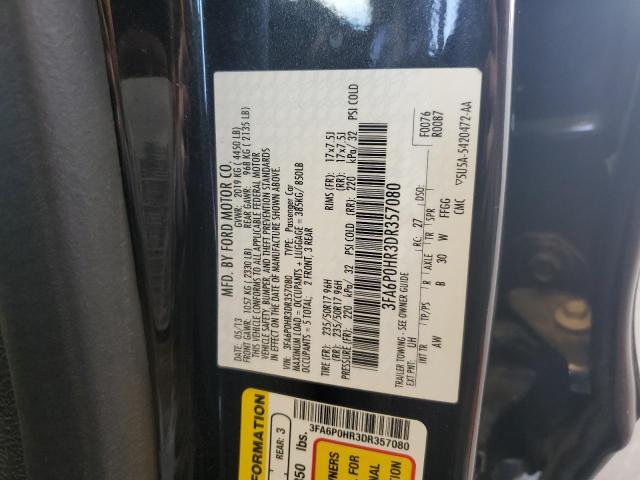 MFD. BY FORD MOTOR CO.
DATE: 05/13 GVWR: 2019 KG ( 4450 LB)
FRONT GAWR: 1057 KG ( 2330 LB) REAR GAWR: 968 KG ( 2135 LB)
THIS VEHICLE CONFORMS TO ALL APPLICABLE FEDERAL MOTOR
VEHICLE SAFETY, BUMPER, AND THEFT PREVENTION STANDARDS
IN EFFECT ON THE DATE OF MANUFACTURE SHOWN ABOVE.
VIN: 3FA6P0HR3DR357080 TYPE: Passenger Car
MAXIMUM LOAD = OCCUPANTS + LUGGAGE = 385KG/ 850LB
OCCUPANTS = 5 TOTAL, 2 FRONT, 3 REAR
TIRE (FR): 235/50R17 96H RIMS (FR): 17x7.5J
(RR): 235/50R17 96H (RR): 17x7.5J
PRESSURE (FR): 220 kPa/ 32 PSI COLD (RR): 220 kPa/ 32 PSI COLD
3FA6P0HR3DR357080
TRAILER TOWING - SEE OWNER GUIDE F0076
R0087
EXT PNT: UH RC: 27 DSO:
INT TR TP/PS R AXLE TR SPR
AW B 30 W FFGG
CMC 5U5A-5420472-AA
FORMATION
REAR: 3
850 lbs.
3FA6P0HR3DR357080